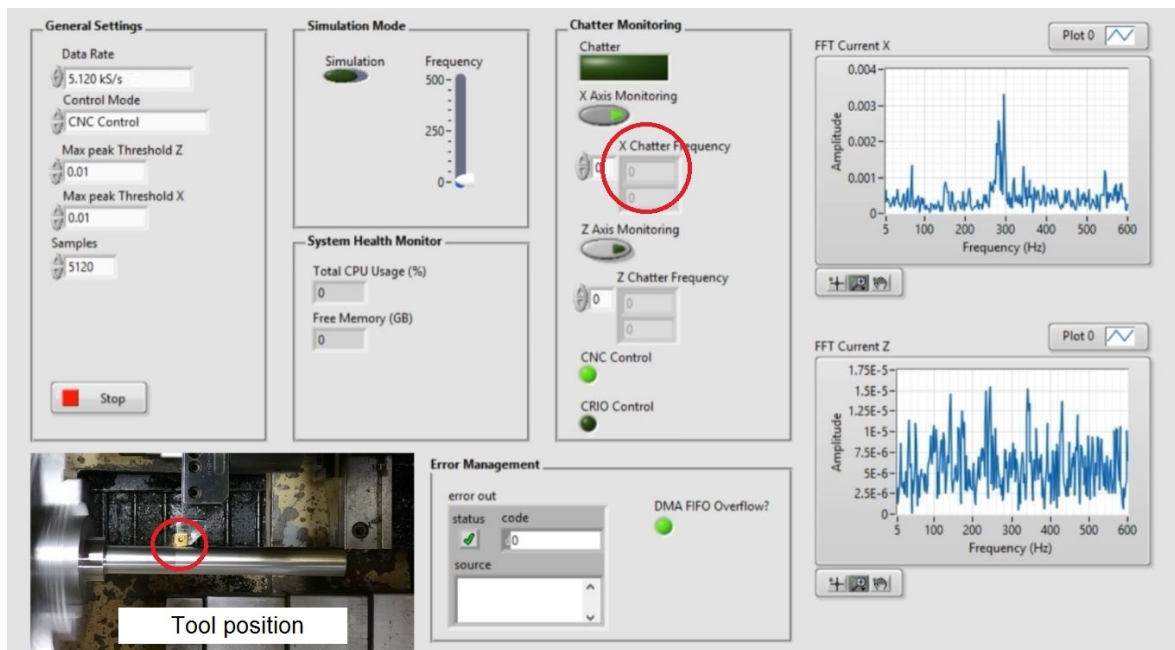 General Settings
Data Rate
5.120 kS/s
Control Mode
CNC Control
Max peak Threshold Z
0.01
Max peak Threshold X
0.01
Samples
5120
Stop
Simulation Mode
Simulation
Frequency
500-
250-
0-
System Health Monitor
Total CPU Usage (%)
0
Free Memory (GB)
0
Chatter Monitoring
Chatter
X Axis Monitoring
X Chatter Frequency
0
0
0
Z Axis Monitoring
Z Chatter Frequency
0
0
0
CNC Control
CRIO Control
FFT Current X
Plot 0
Amplitude
0.004-
0.003-
0.002-
0.001-
0-
5 100 200 300 400 500 600
Frequency (Hz)
FFT Current Z
Plot 0
Amplitude
1.75E-5-
1.5E-5-
1.25E-5-
1E-5-
7.5E-6-
5E-6-
2.5E-6-
0-
5 100 200 300 400 500 600
Frequency (Hz)
Tool position
Error Management
error out
status code
0
source
DMA FIFO Overflow?